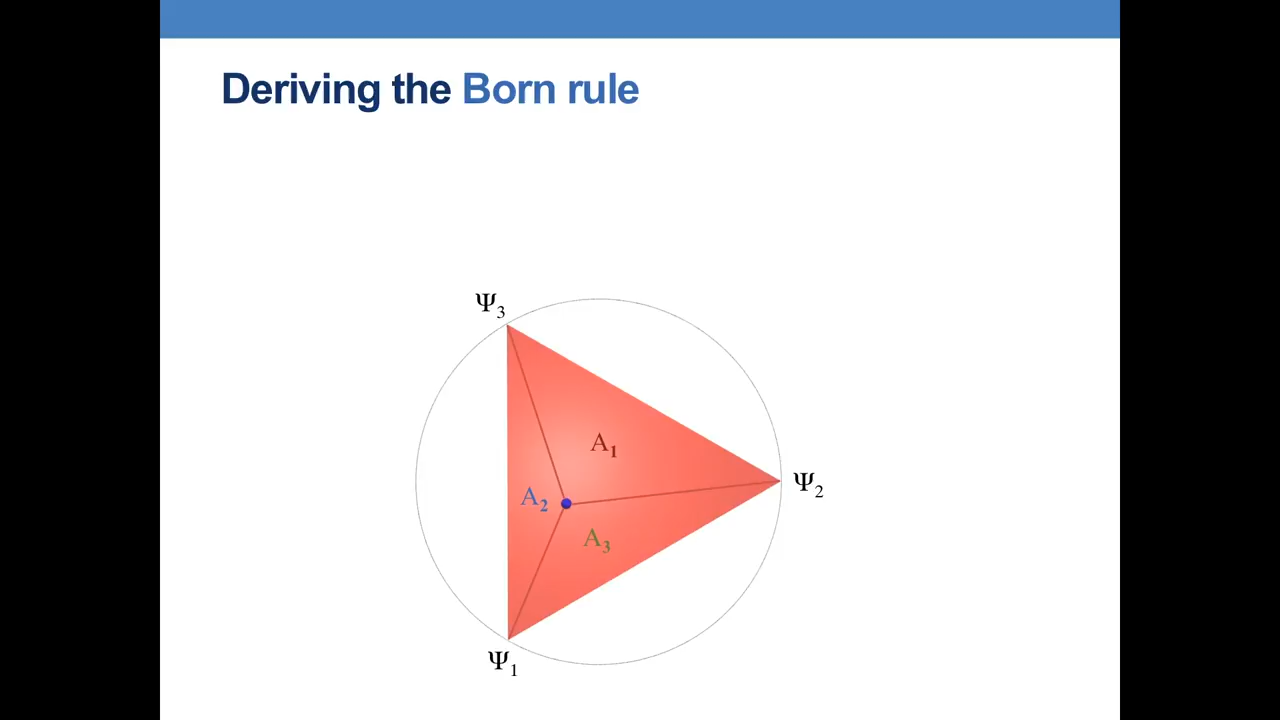 Deriving the Born rule
Ψ3
A1
Ψ2
A2
A3
Ψ1